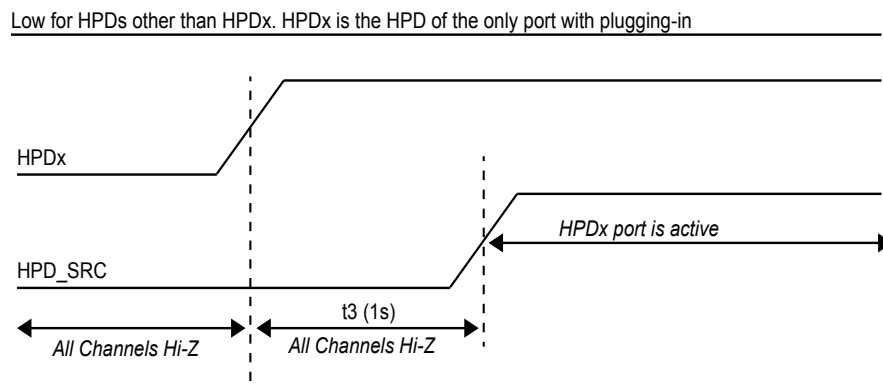 Low for HPDs other than HPDx. HPDx is the HPD of the only port with plugging-in
HPDx
HPDx port is active
HPD_SRC
t3 (1s)
All Channels Hi-Z
All Channels Hi-Z